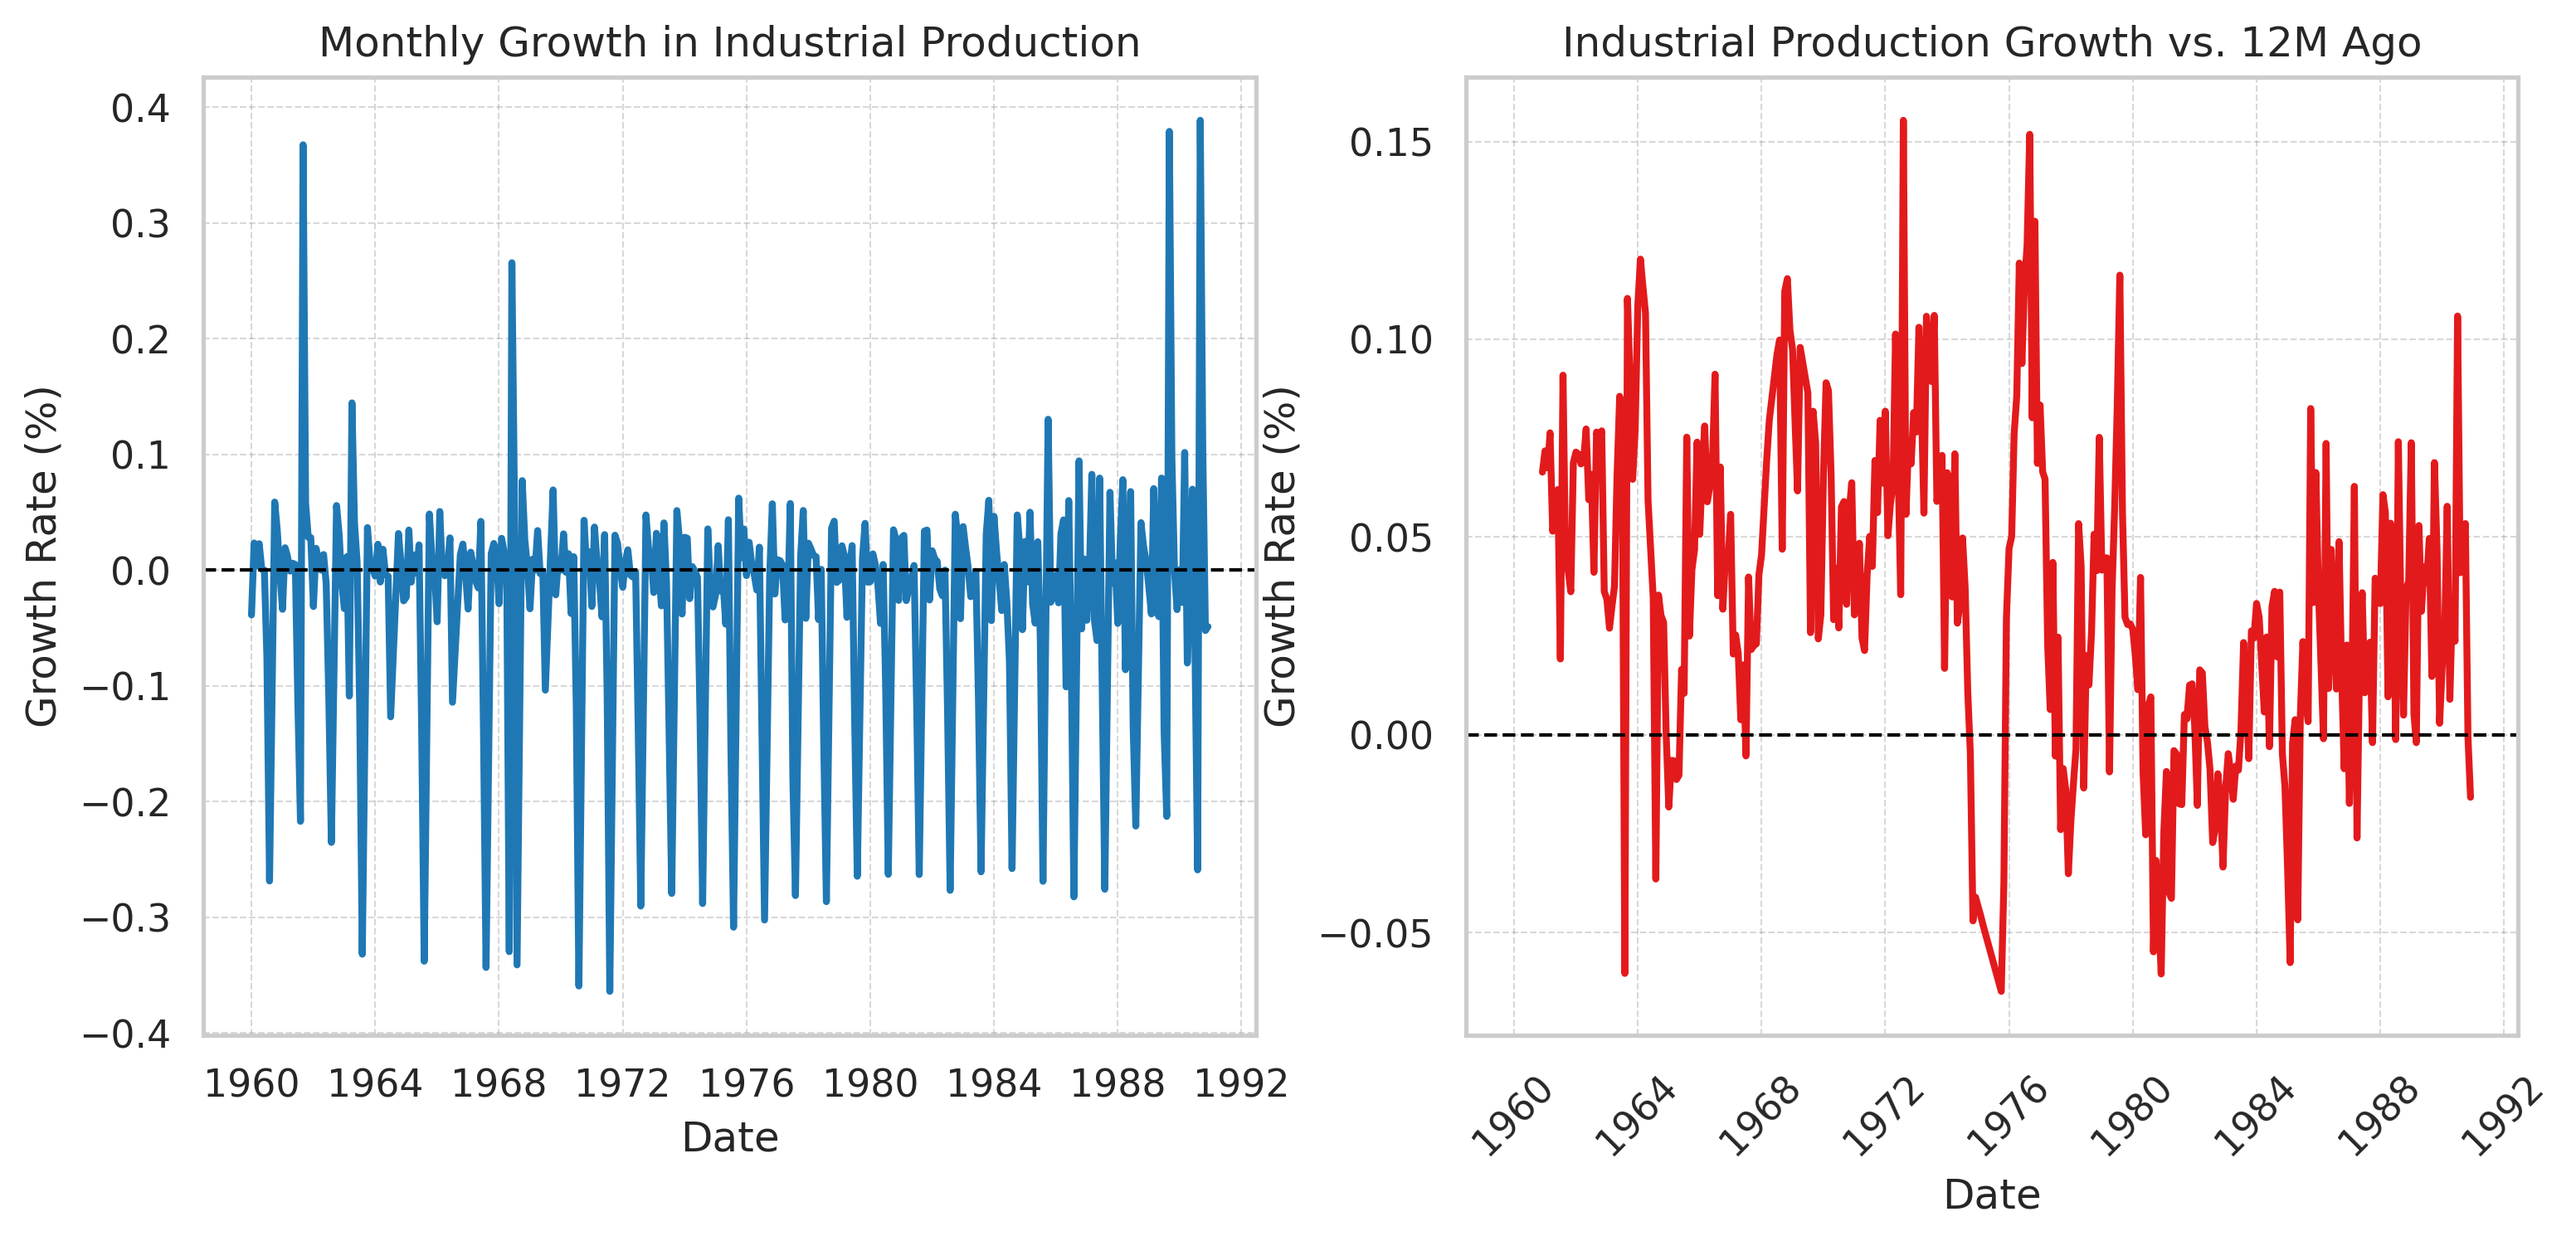 Monthly Growth in Industrial Production
Growth Rate (%)
0.4
0.3
0.2
0.1
0.0
−0.1
−0.2
−0.3
−0.4
1960 1964 1968 1972 1976 1980 1984 1988 1992
Date
Industrial Production Growth vs. 12M Ago
Growth Rate (%)
0.15
0.10
0.05
0.00
−0.05
1960 1964 1968 1972 1976 1980 1984 1988 1992
Date